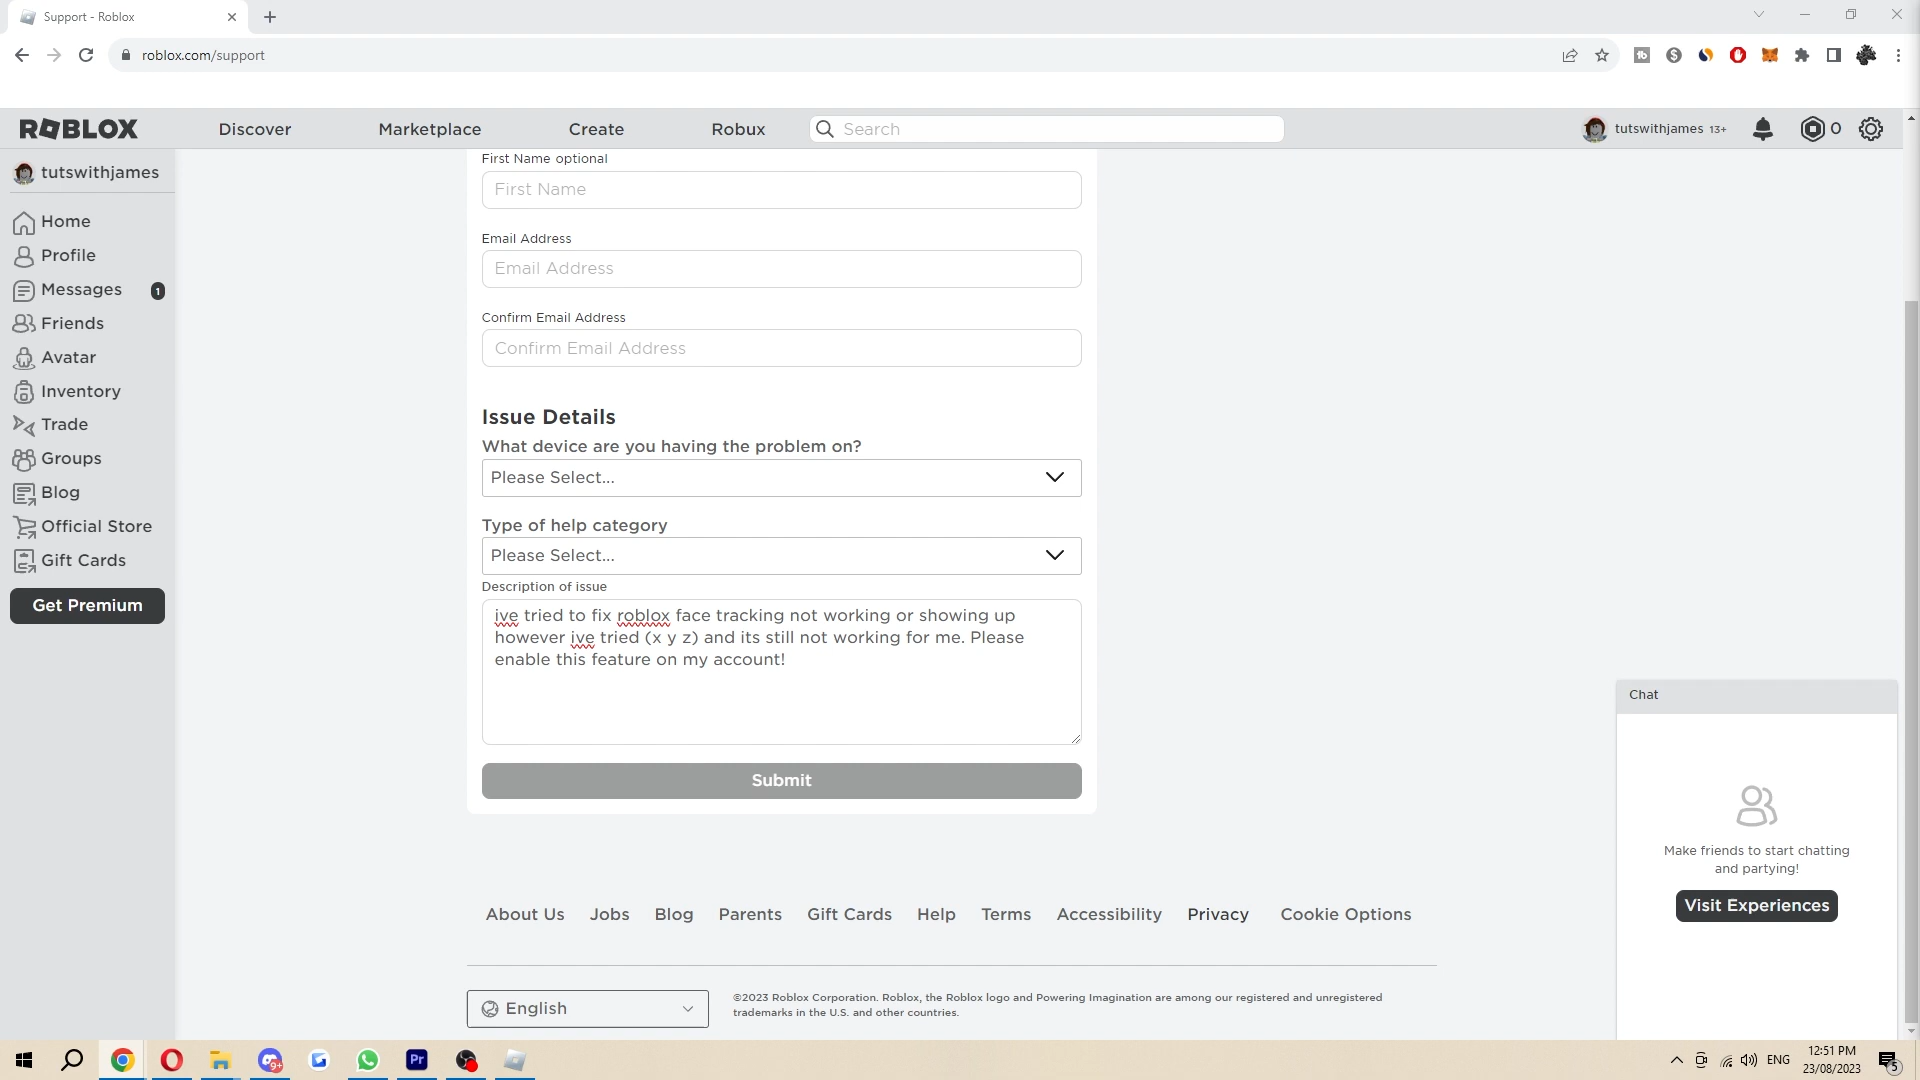 Support - Roblox
roblox.com/support
ROBLOX
Discover
Marketplace
Create
Robux
Search
tutswithjames 13+
0
tutswithjames
Home
Profile
Messages 1
Friends
Avatar
Inventory
Trade
Groups
Blog
Official Store
Gift Cards
Get Premium
First Name optional
First Name
Email Address
Email Address
Confirm Email Address
Confirm Email Address
Issue Details
What device are you having the problem on?
Please Select...
Type of help category
Please Select...
Description of issue
ive tried to fix roblox face tracking not working or showing up
however ive tried (x y z) and its still not working for me. Please
enable this feature on my account!
Submit
Chat
Make friends to start chatting
and partying!
Visit Experiences
About Us Jobs Blog Parents Gift Cards Help Terms Accessibility Privacy Cookie Options
English
©2023 Roblox Corporation. Roblox, the Roblox logo and Powering Imagination are among our registered and unregistered
trademarks in the U.S. and other countries.
9+
Pr
ENG
12:51 PM
23/08/2023
5